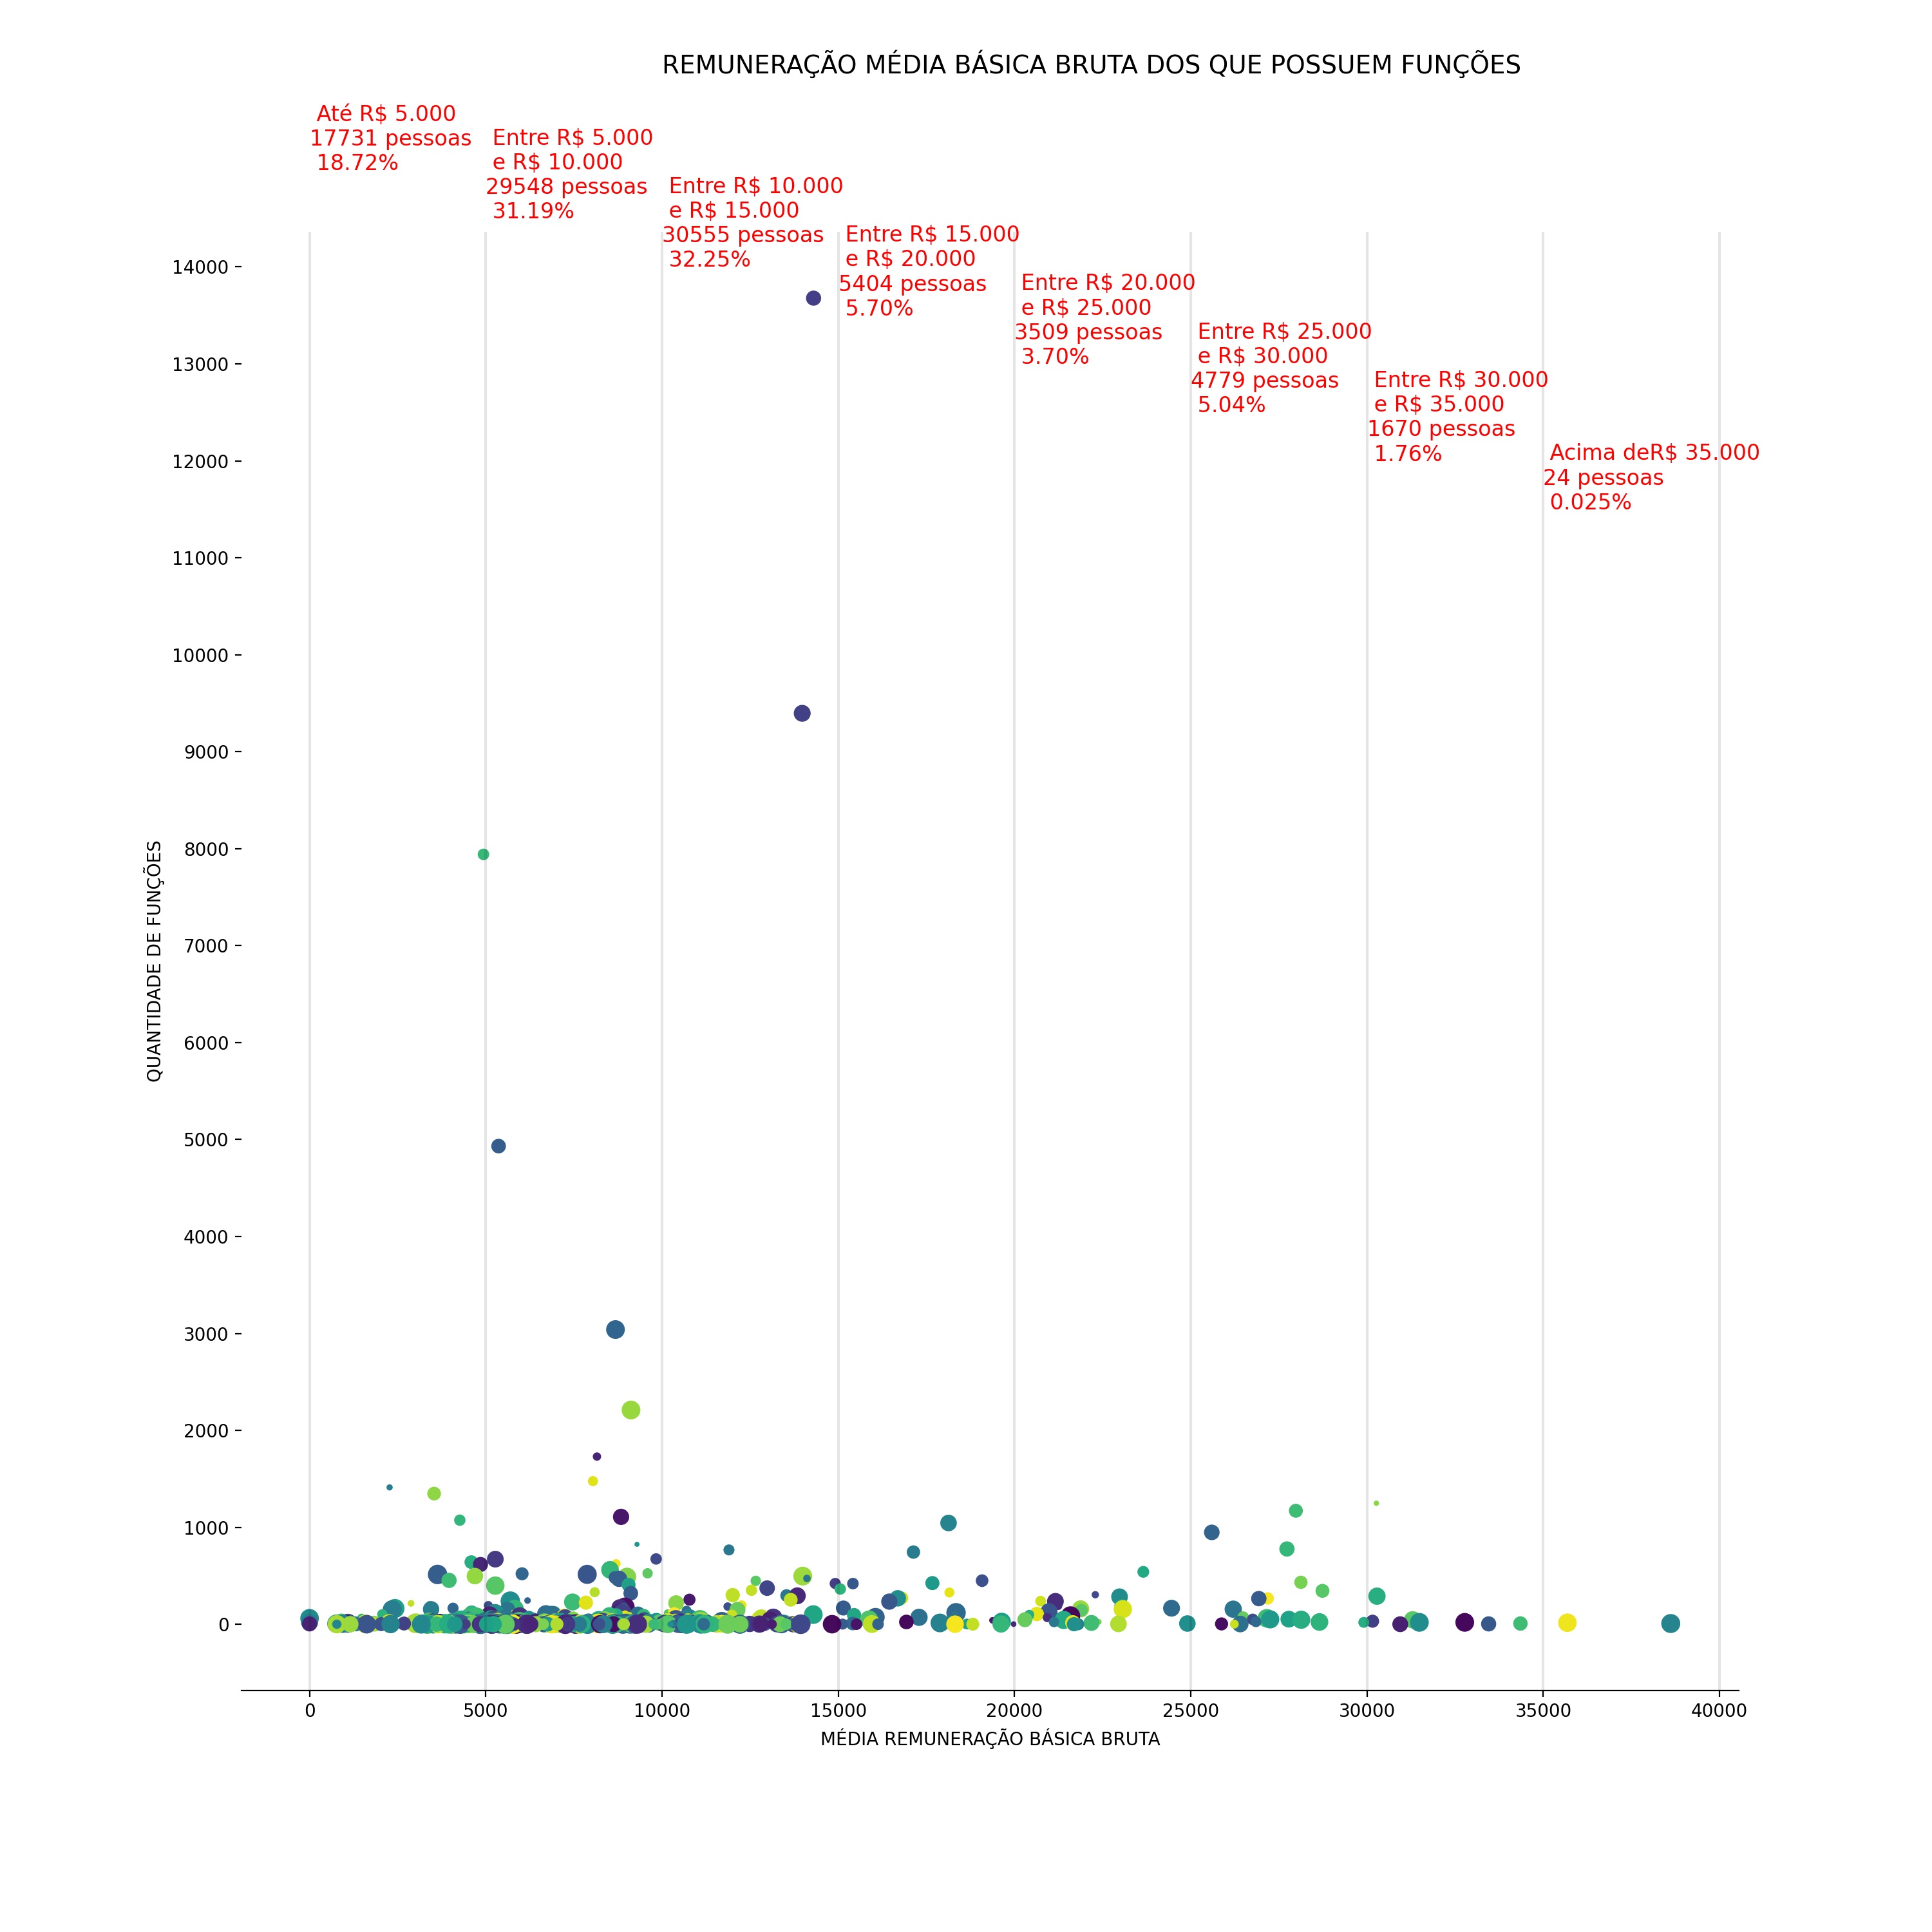 REMUNERAÇÃO MÉDIA BÁSICA BRUTA DOS QUE POSSUEM FUNÇÕES
Até R$ 5.000
17731 pessoas
18.72%
Entre R$ 5.000
e R$ 10.000
29548 pessoas
31.19%
Entre R$ 10.000
e R$ 15.000
30555 pessoas
32.25%
Entre R$ 15.000
e R$ 20.000
5404 pessoas
5.70%
Entre R$ 20.000
e R$ 25.000
3509 pessoas
3.70%
Entre R$ 25.000
e R$ 30.000
4779 pessoas
5.04%
Entre R$ 30.000
e R$ 35.000
1670 pessoas
1.76%
Acima deR$ 35.000
24 pessoas
0.025%
QUANTIDADE DE FUNÇÕES
14000
13000
12000
11000
10000
9000
8000
7000
6000
5000
4000
3000
2000
1000
0
0 5000 10000 15000 20000 25000 30000 35000 40000
MÉDIA REMUNERAÇÃO BÁSICA BRUTA